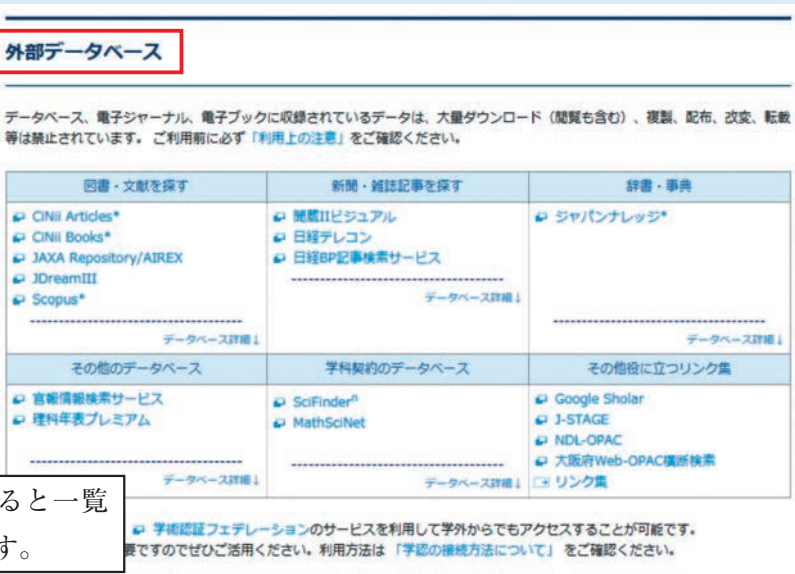 外部データベース
データベース、電子ジャーナル、電子ブックに収録されているデータは、大量ダウンロード（閲覧も含む）、複製、配布、改変、転載
等は禁止されています。ご利用前に必ず「利用上の注意」をご確認ください。
図書・文献を探す
CiNii Articles*
CiNii Books*
JAXA Repository/AIREX
JDreamIII
Scopus*
データベース詳細↓
新聞・雑誌記事を探す
聞蔵IIビジュアル
日経テレコン
日経BP記事検索サービス
データベース詳細↓
辞書・事典
ジャパンナレッジ*
データベース詳細↓
その他のデータベース
官報情報検索サービス
理科年表プレミアム
データベース詳細↓
学科契約のデータベース
SciFinderⁿ
MathSciNet
データベース詳細↓
その他役に立つリンク集
Google Sholar
J-STAGE
NDL-OPAC
大阪府Web-OPAC横断検索
リンク集
ると一覧
す。
学術認証フェデレーションのサービスを利用して学外からでもアクセスすることが可能です。
要ですのでぜひご活用ください。利用方法は「学認の接続方法について」をご確認ください。